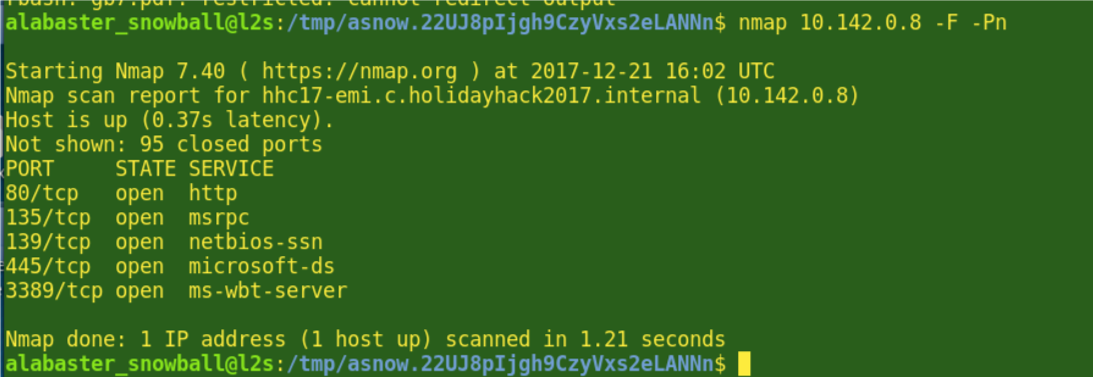 rbash: gb7.pdf: restricted: cannot redirect output
alabaster_snowball@l2s:/tmp/asnow.22UJ8pIjgh9CzyVxs2eLANNn$ nmap 10.142.0.8 -F -Pn
Starting Nmap 7.40 ( https://nmap.org ) at 2017-12-21 16:02 UTC
Nmap scan report for hhc17-emi.c.holidayhack2017.internal (10.142.0.8)
Host is up (0.37s latency).
Not shown: 95 closed ports
PORT     STATE SERVICE
80/tcp   open  http
135/tcp  open  msrpc
139/tcp  open  netbios-ssn
445/tcp  open  microsoft-ds
3389/tcp open  ms-wbt-server
Nmap done: 1 IP address (1 host up) scanned in 1.21 seconds
alabaster_snowball@l2s:/tmp/asnow.22UJ8pIjgh9CzyVxs2eLANNn$